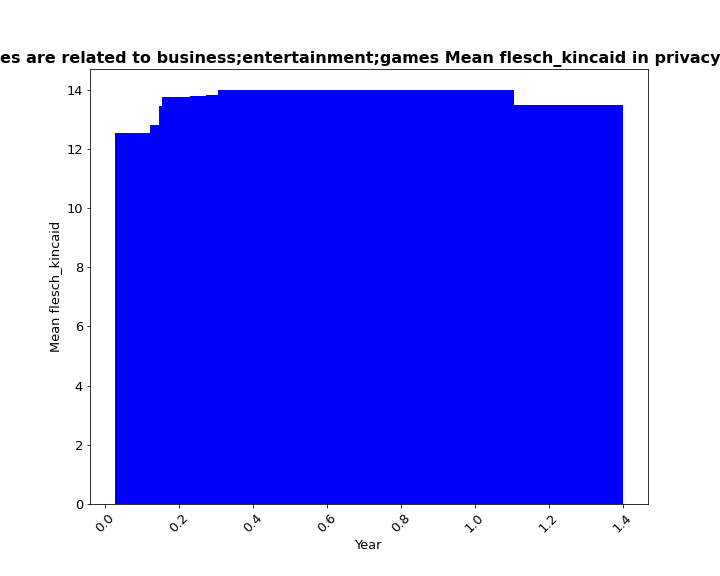 es are related to business;entertainment;games Mean flesch_kincaid in privacy
14
12
10
8
6
4
2
0
Mean flesch_kincaid
0.0 0.2 0.4 0.6 0.8 1.0 1.2 1.4
Year